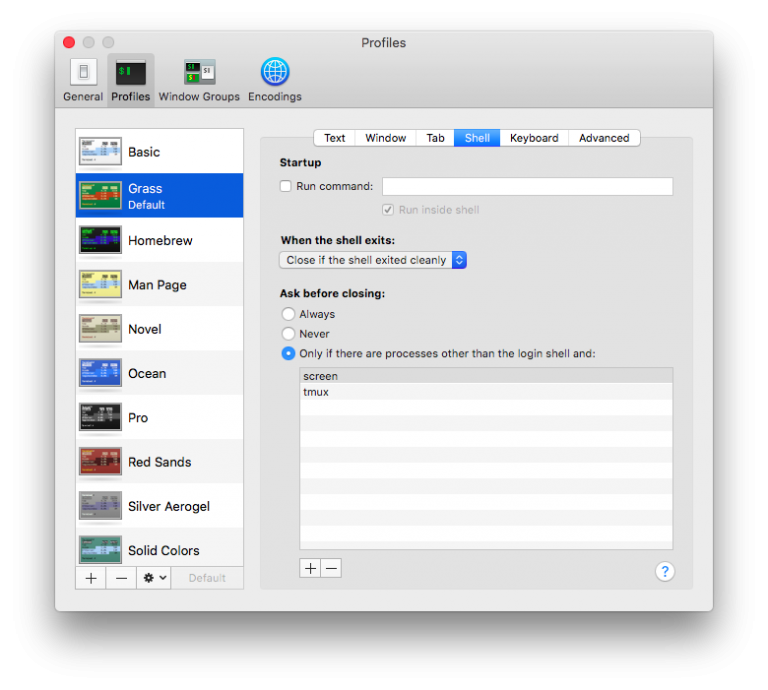 Profiles
General Profiles Window Groups Encodings
Text Window Tab Shell Keyboard Advanced
Basic
Grass
Default
Homebrew
Man Page
Novel
Ocean
Pro
Red Sands
Silver Aerogel
Solid Colors
+ − Default
Startup
Run command:
Run inside shell
When the shell exits:
Close if the shell exited cleanly
Ask before closing:
Always
Never
Only if there are processes other than the login shell and:
screen
tmux
+ −
?